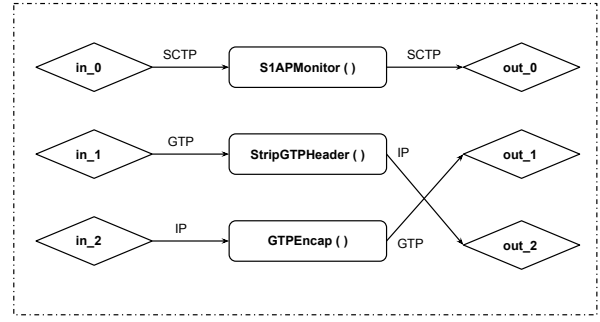 SCTP
SCTP
in_0
S1APMonitor ( )
out_0
GTP
IP
in_1
StripGTPHeader ( )
out_1
IP
in_2
GTPEncap ( )
GTP
out_2